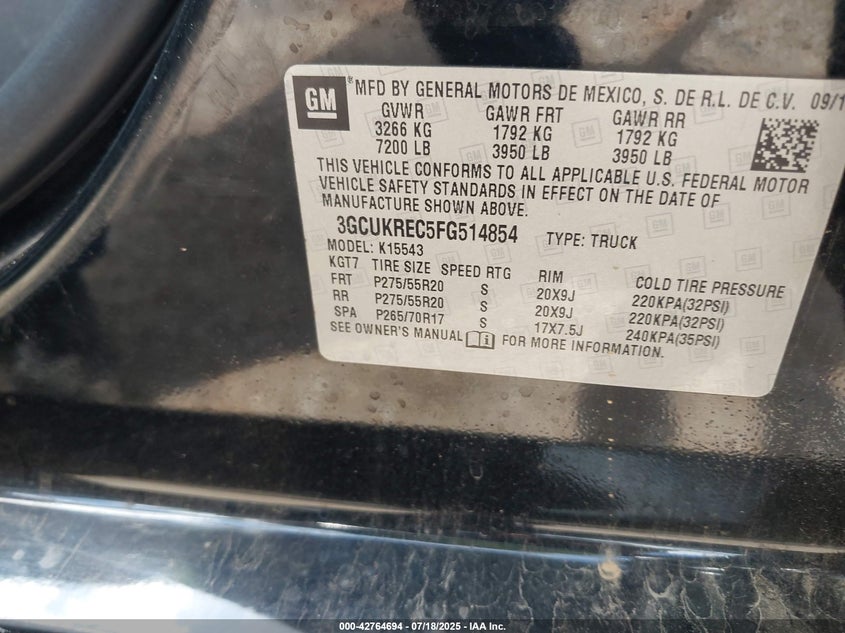 GM
® MFD BY GENERAL MOTORS DE MEXICO, S. DE R.L. DE C.V. 09/1
GVWR GAWR FRT GAWR RR
3266 KG 1792 KG 1792 KG
7200 LB 3950 LB 3950 LB
THIS VEHICLE CONFORMS TO ALL APPLICABLE U.S. FEDERAL MOTOR
VEHICLE SAFETY STANDARDS IN EFFECT ON THE DATE OF
MANUFACTURE SHOWN ABOVE.
3GCUKREC5FG514854 TYPE: TRUCK
MODEL: K15543
KGT7 TIRE SIZE SPEED RTG RIM COLD TIRE PRESSURE
FRT P275/55R20 S 20X9J 220KPA(32PSI)
RR P275/55R20 S 20X9J 220KPA(32PSI)
SPA P265/70R17 S 17X7.5J 240KPA(35PSI)
SEE OWNER'S MANUAL FOR MORE INFORMATION.
000-42764694 - 07/18/2025 - IAA Inc.